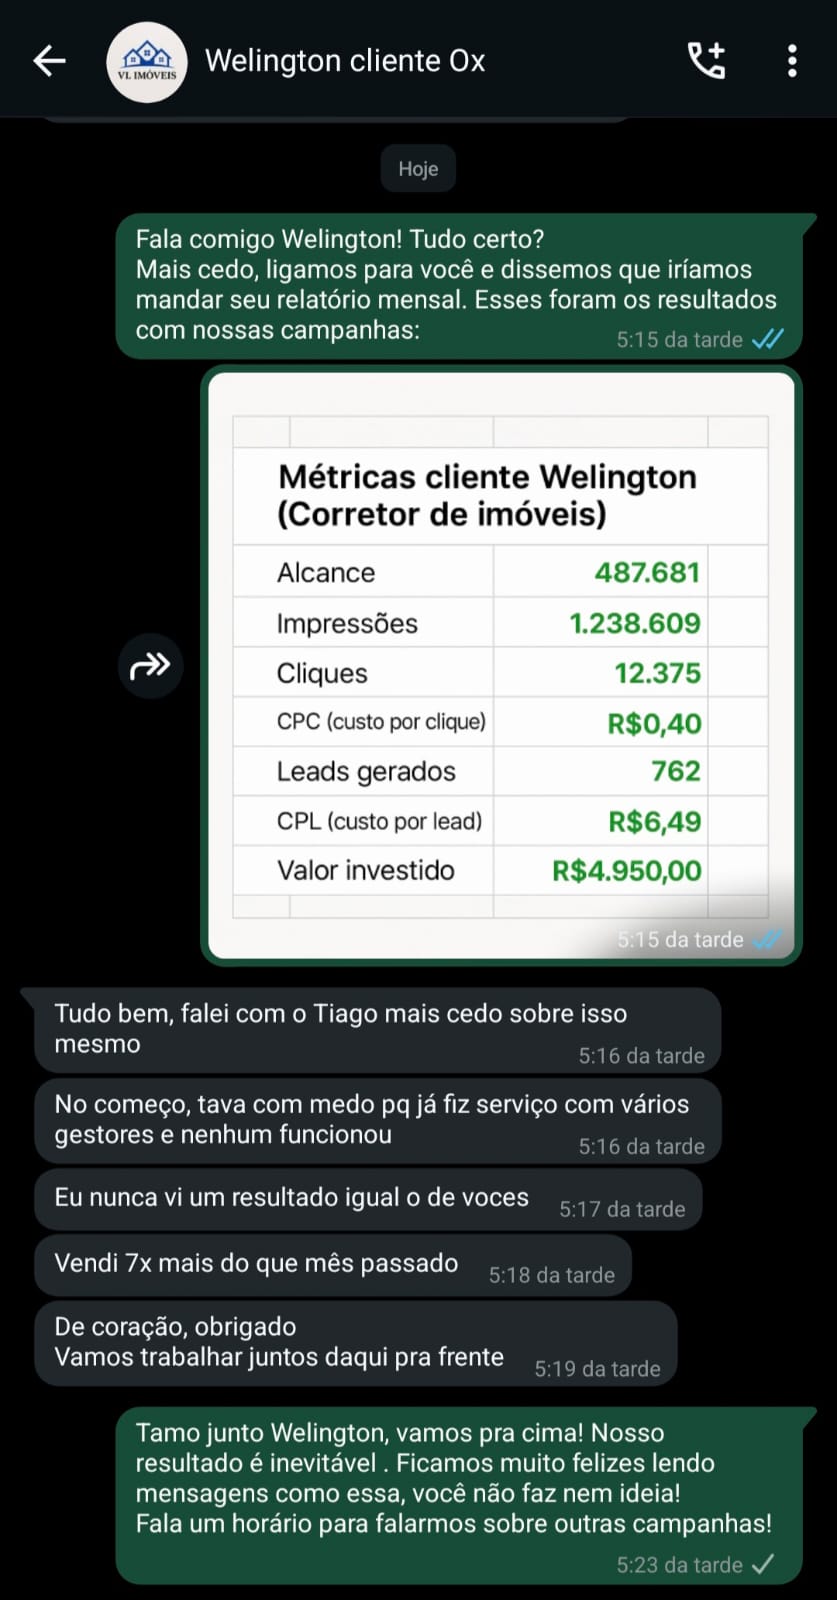 VL IMÓVEIS
Welington cliente Ox
Hoje
Fala comigo Welington! Tudo certo?
Mais cedo, ligamos para você e dissemos que iríamos
mandar seu relatório mensal. Esses foram os resultados
com nossas campanhas:
5:15 da tarde
Métricas cliente Welington
(Corretor de imóveis)
Alcance 487.681
Impressões 1.238.609
Cliques 12.375
CPC (custo por clique) R$0,40
Leads gerados 762
CPL (custo por lead) R$6,49
Valor investido R$4.950,00
5:15 da tarde
Tudo bem, falei com o Tiago mais cedo sobre isso
mesmo
5:16 da tarde
No começo, tava com medo pq já fiz serviço com vários
gestores e nenhum funcionou
5:16 da tarde
Eu nunca vi um resultado igual o de voces
5:17 da tarde
Vendi 7x mais do que mês passado
5:18 da tarde
De coração, obrigado
Vamos trabalhar juntos daqui pra frente
5:19 da tarde
Tamo junto Welington, vamos pra cima! Nosso
resultado é inevitável . Ficamos muito felizes lendo
mensagens como essa, você não faz nem ideia!
Fala um horário para falarmos sobre outras campanhas!
5:23 da tarde